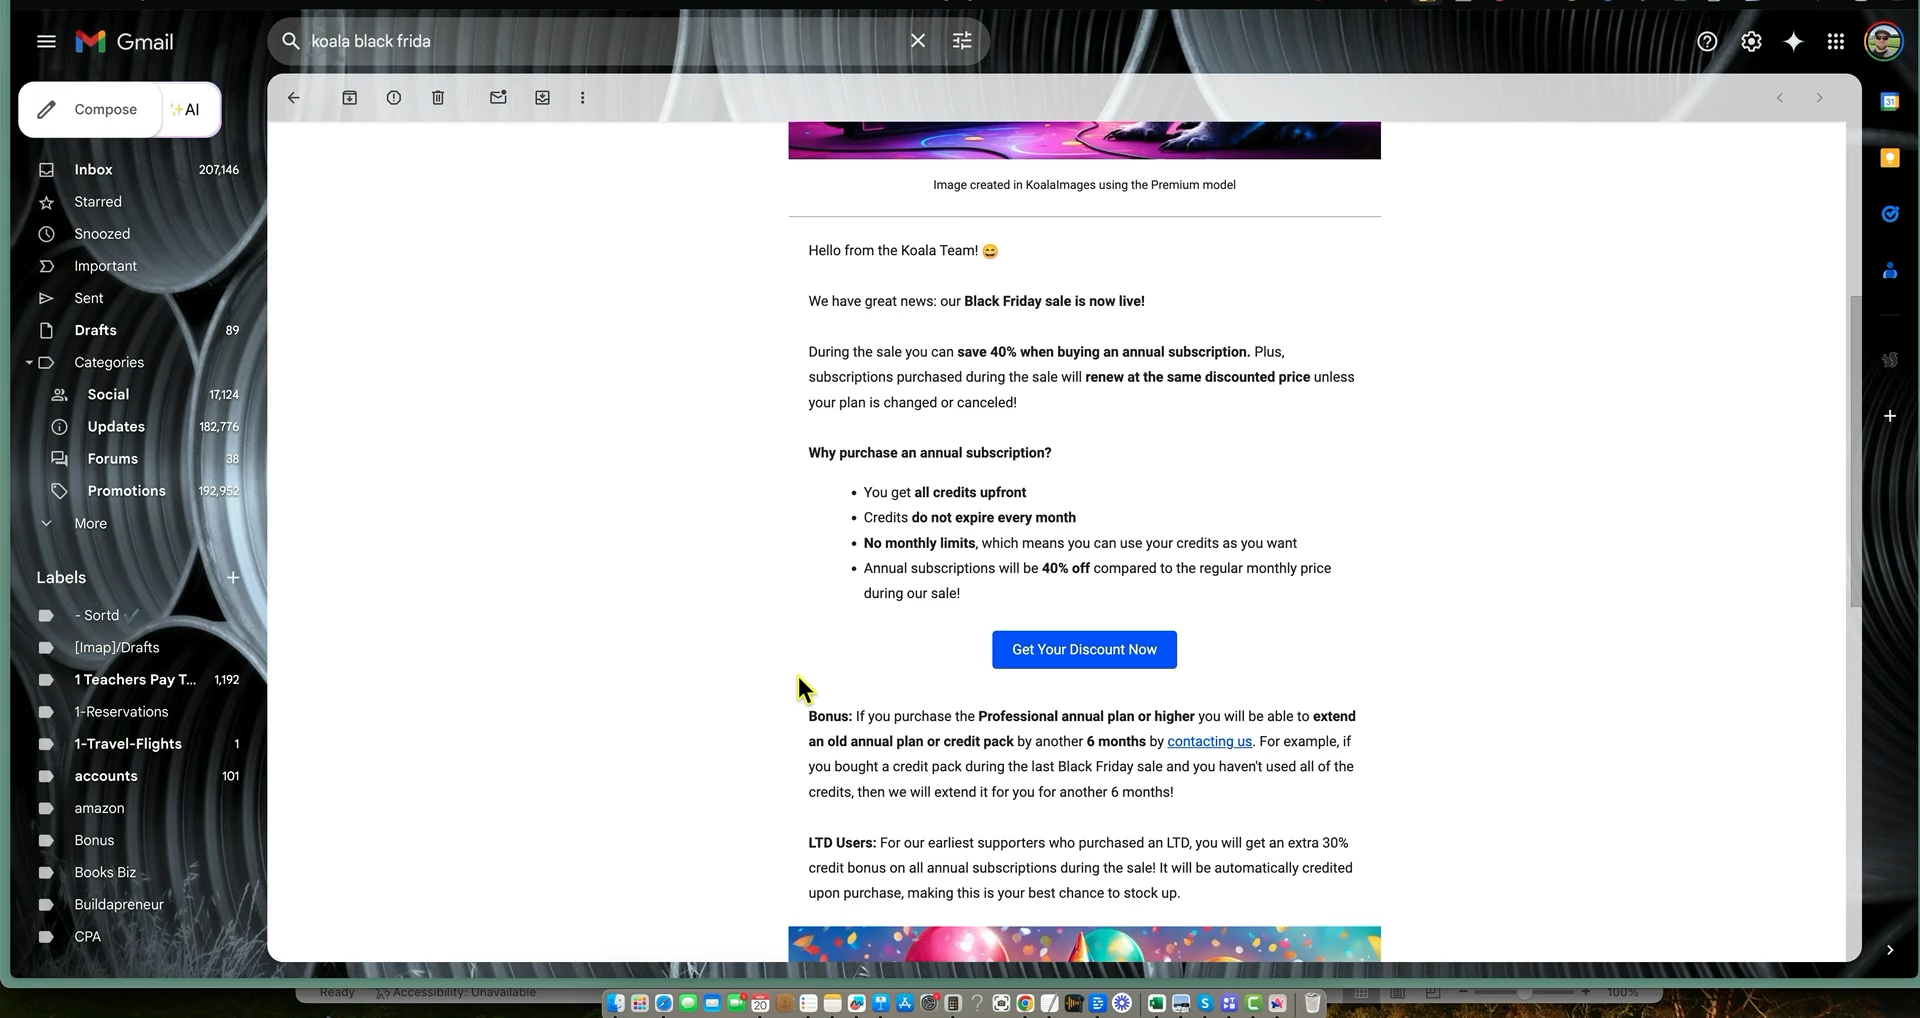 Gmail
koala black frida
Compose
AI
Inbox 207,146
Starred
Snoozed
Important
Sent
Drafts 89
Categories
Social 17,124
Updates 182,776
Forums 38
Promotions 192,952
More
Labels
- Sortd
[Imap]/Drafts
1 Teachers Pay T... 1,192
1-Reservations
1-Travel-Flights 1
accounts 101
amazon
Bonus
Books Biz
Buildapreneur
CPA
Image created in KoalaImages using the Premium model
Hello from the Koala Team! 😄
We have great news: our Black Friday sale is now live!
During the sale you can save 40% when buying an annual subscription. Plus,
subscriptions purchased during the sale will renew at the same discounted price unless
your plan is changed or canceled!
Why purchase an annual subscription?
• You get all credits upfront
• Credits do not expire every month
• No monthly limits, which means you can use your credits as you want
• Annual subscriptions will be 40% off compared to the regular monthly price
during our sale!
Get Your Discount Now
Bonus: If you purchase the Professional annual plan or higher you will be able to extend
an old annual plan or credit pack by another 6 months by contacting us. For example, if
you bought a credit pack during the last Black Friday sale and you haven't used all of the
credits, then we will extend it for you for another 6 months!
LTD Users: For our earliest supporters who purchased an LTD, you will get an extra 30%
credit bonus on all annual subscriptions during the sale! It will be automatically credited
upon purchase, making this is your best chance to stock up.
31
Ready Accessibility: Unavailable 100%
20